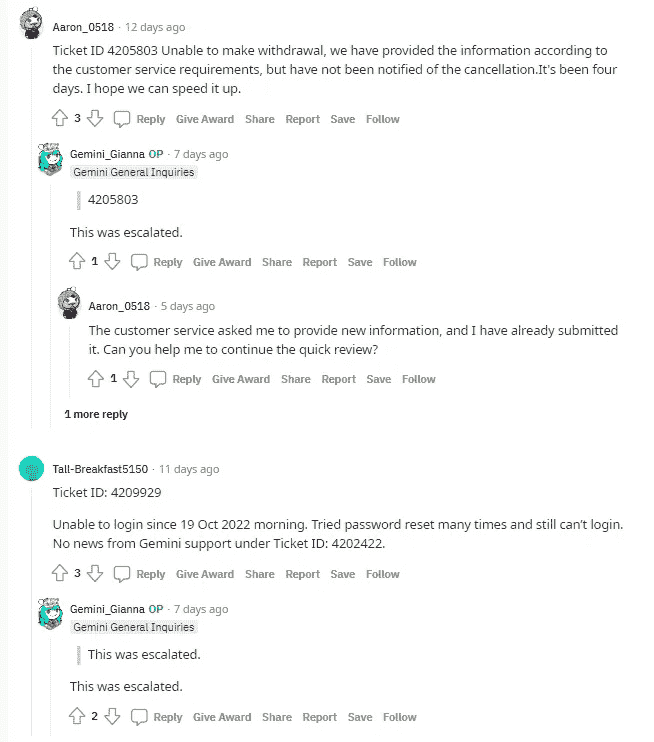 Aaron_0518 · 12 days ago
Ticket ID 4205803 Unable to make withdrawal, we have provided the information according to
the customer service requirements, but have not been notified of the cancellation.It's been four
days. I hope we can speed it up.
3 Reply Give Award Share Report Save Follow
Gemini_Gianna OP · 7 days ago
Gemini General Inquiries
4205803
This was escalated.
1 Reply Give Award Share Report Save Follow
Aaron_0518 · 5 days ago
The customer service asked me to provide new information, and I have already submitted
it. Can you help me to continue the quick review?
1 Reply Give Award Share Report Save Follow
1 more reply
Tall-Breakfast5150 · 11 days ago
Ticket ID: 4209929
Unable to login since 19 Oct 2022 morning. Tried password reset many times and still can't login.
No news from Gemini support under Ticket ID: 4202422.
3 Reply Give Award Share Report Save Follow
Gemini_Gianna OP · 7 days ago
Gemini General Inquiries
This was escalated.
This was escalated.
2 Reply Give Award Share Report Save Follow